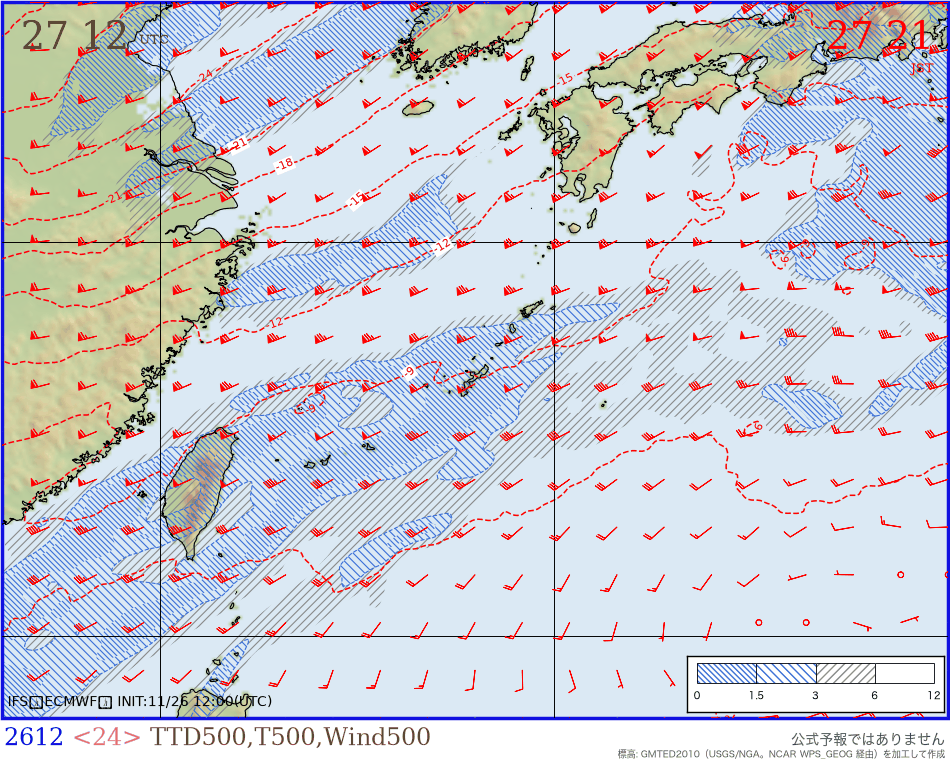 27 12 UTC
27 21
JST
-24
-21
-18
-15
-15
-21
-12
-12
-9
-9
-9
-6
IFS ECMWF INIT:11/26 12:00(UTC)
0 1.5 3 6 12
2612 <24> TTD500,T500,Wind500
公式予報ではありません
標高: GMTED2010（USGS/NGA。NCAR WPS_GEOG 経由）を加工して作成